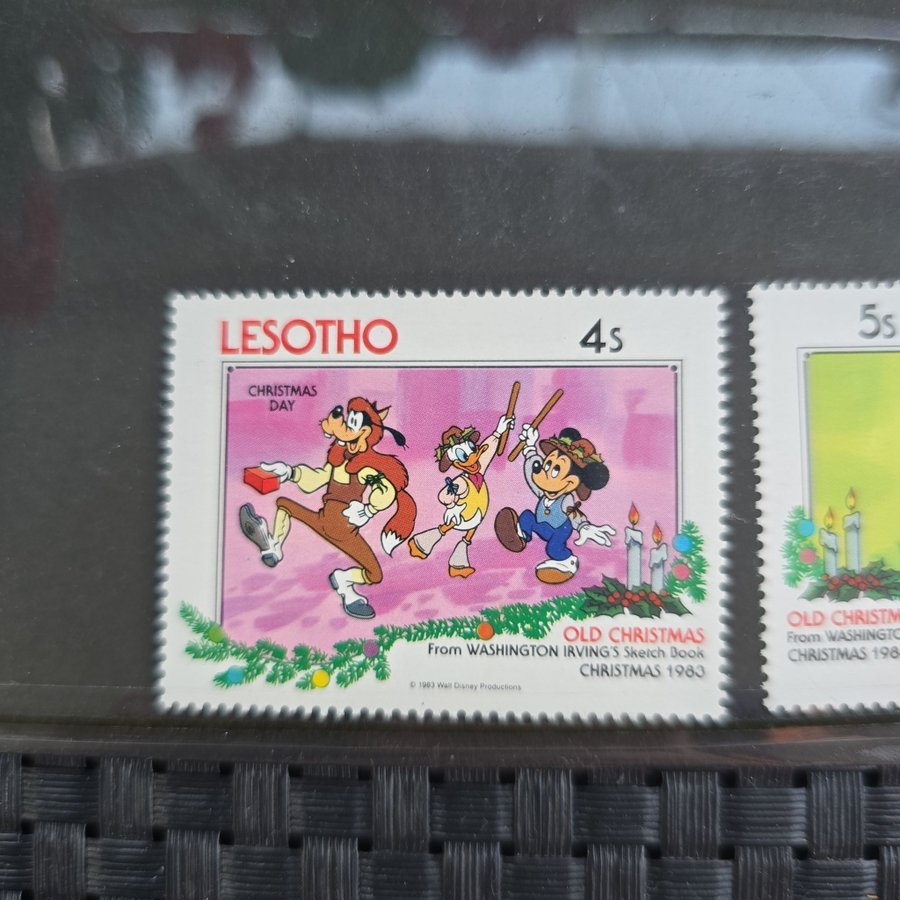 LESOTHO
4s
CHRISTMAS
DAY
OLD CHRISTMAS
From WASHINGTON IRVING'S Sketch Book
CHRISTMAS 1983
© 1983 Walt Disney Productions
5s
OLD CHRISTM
From WASHINGTO
CHRISTMAS 198